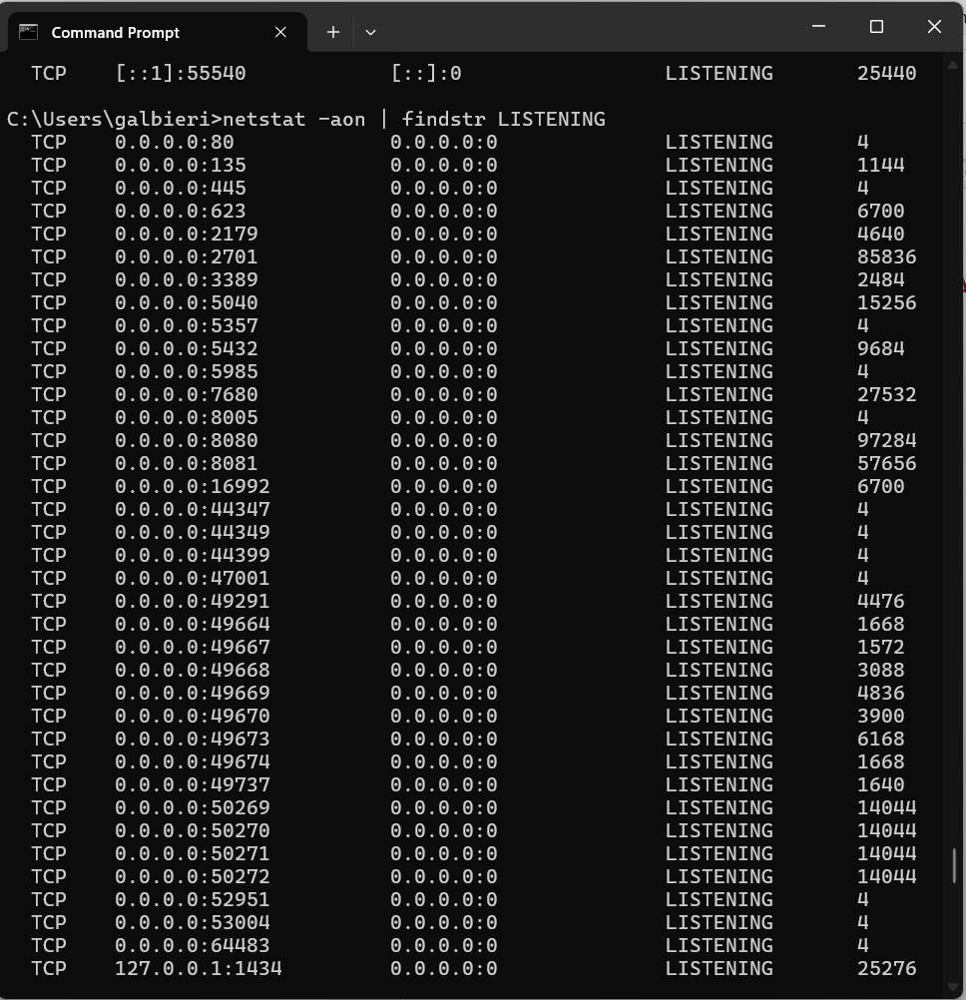 Command Prompt
TCP [::1]:55540 [::]:0 LISTENING 25440
C:\Users\galbieri>netstat -aon | findstr LISTENING
TCP 0.0.0.0:80 0.0.0.0:0 LISTENING 4
TCP 0.0.0.0:135 0.0.0.0:0 LISTENING 1144
TCP 0.0.0.0:445 0.0.0.0:0 LISTENING 4
TCP 0.0.0.0:623 0.0.0.0:0 LISTENING 6700
TCP 0.0.0.0:2179 0.0.0.0:0 LISTENING 4640
TCP 0.0.0.0:2701 0.0.0.0:0 LISTENING 85836
TCP 0.0.0.0:3389 0.0.0.0:0 LISTENING 2484
TCP 0.0.0.0:5040 0.0.0.0:0 LISTENING 15256
TCP 0.0.0.0:5357 0.0.0.0:0 LISTENING 4
TCP 0.0.0.0:5432 0.0.0.0:0 LISTENING 9684
TCP 0.0.0.0:5985 0.0.0.0:0 LISTENING 4
TCP 0.0.0.0:7680 0.0.0.0:0 LISTENING 27532
TCP 0.0.0.0:8005 0.0.0.0:0 LISTENING 4
TCP 0.0.0.0:8080 0.0.0.0:0 LISTENING 97284
TCP 0.0.0.0:8081 0.0.0.0:0 LISTENING 57656
TCP 0.0.0.0:16992 0.0.0.0:0 LISTENING 6700
TCP 0.0.0.0:44347 0.0.0.0:0 LISTENING 4
TCP 0.0.0.0:44349 0.0.0.0:0 LISTENING 4
TCP 0.0.0.0:44399 0.0.0.0:0 LISTENING 4
TCP 0.0.0.0:47001 0.0.0.0:0 LISTENING 4
TCP 0.0.0.0:49291 0.0.0.0:0 LISTENING 4476
TCP 0.0.0.0:49664 0.0.0.0:0 LISTENING 1668
TCP 0.0.0.0:49667 0.0.0.0:0 LISTENING 1572
TCP 0.0.0.0:49668 0.0.0.0:0 LISTENING 3088
TCP 0.0.0.0:49669 0.0.0.0:0 LISTENING 4836
TCP 0.0.0.0:49670 0.0.0.0:0 LISTENING 3900
TCP 0.0.0.0:49673 0.0.0.0:0 LISTENING 6168
TCP 0.0.0.0:49674 0.0.0.0:0 LISTENING 1668
TCP 0.0.0.0:49737 0.0.0.0:0 LISTENING 1640
TCP 0.0.0.0:50269 0.0.0.0:0 LISTENING 14044
TCP 0.0.0.0:50270 0.0.0.0:0 LISTENING 14044
TCP 0.0.0.0:50271 0.0.0.0:0 LISTENING 14044
TCP 0.0.0.0:50272 0.0.0.0:0 LISTENING 14044
TCP 0.0.0.0:52951 0.0.0.0:0 LISTENING 4
TCP 0.0.0.0:53004 0.0.0.0:0 LISTENING 4
TCP 0.0.0.0:64483 0.0.0.0:0 LISTENING 4
TCP 127.0.0.1:1434 0.0.0.0:0 LISTENING 25276